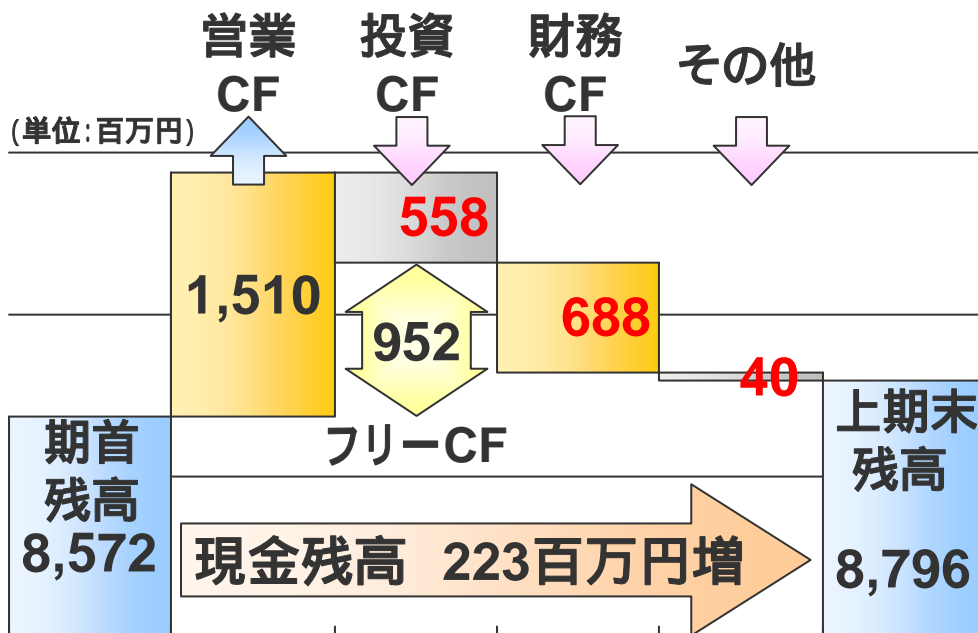 営業
CF
投資
CF
財務
CF
その他
(単位:百万円)
1,510
558
952
688
40
フリーCF
期首
残高
8,572
現金残高 223百万円増
上期末
残高
8,796